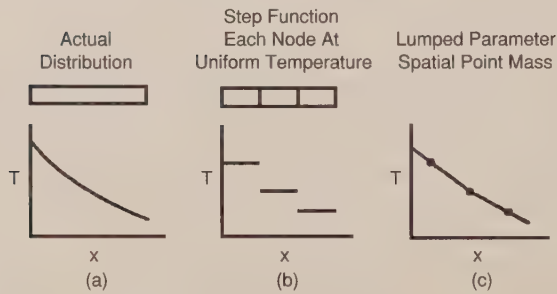 Actual
Distribution
Step Function
Each Node At
Uniform Temperature
Lumped Parameter
Spatial Point Mass
T
x
(a)
T
x
(b)
T
x
(c)